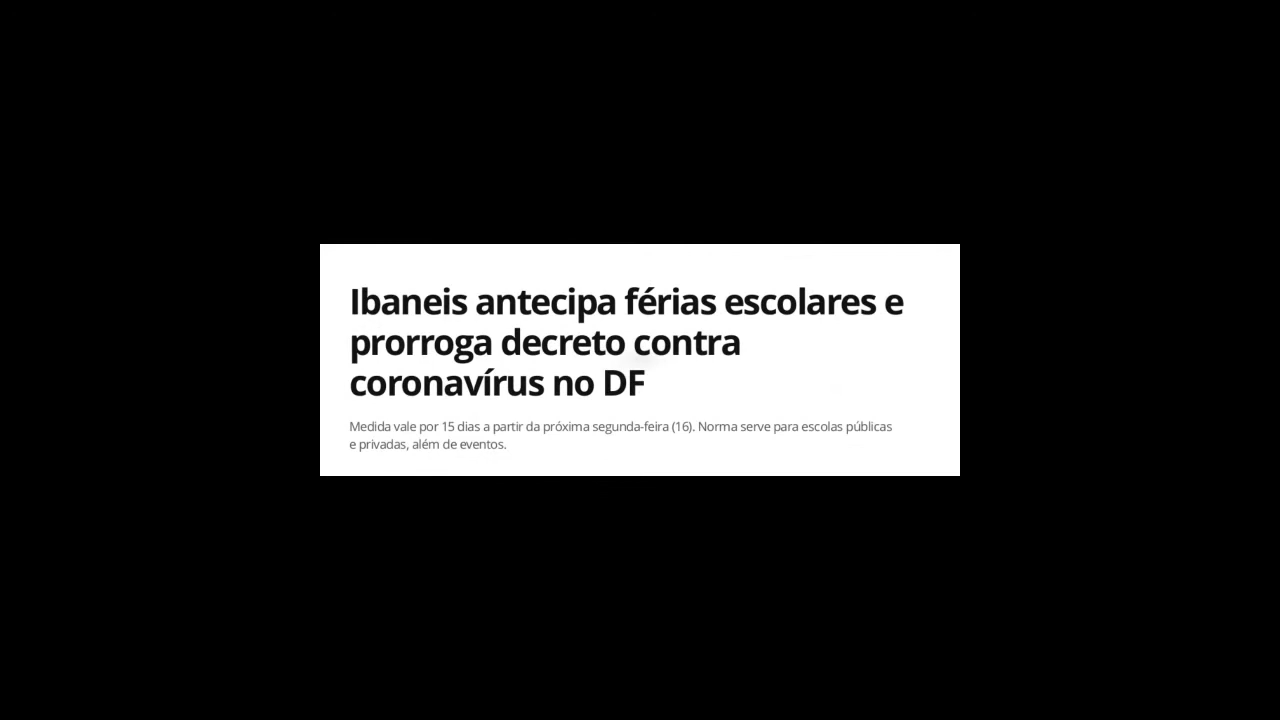 Ibaneis antecipa férias escolares e
prorroga decreto contra
coronavírus no DF
Medida vale por 15 dias a partir da próxima segunda-feira (16). Norma serve para escolas públicas
e privadas, além de eventos.